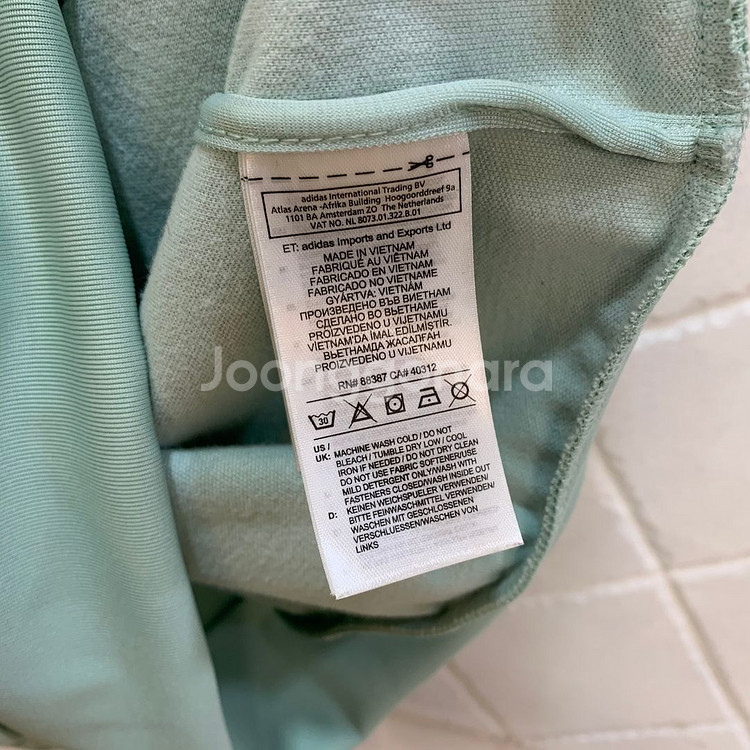 adidas International Trading BV
Atlas Arena -Afrika Building Hoogoorddreef 9a
1101 BA Amsterdam ZO The Netherlands
VAT NO. NL 8073.01.322.B.01
ET: adidas Imports and Exports Ltd
MADE IN VIETNAM
FABRIQUÉ AU VIÊTNAM
FABRICADO EN VIETNAM
FABRICADO NO VIETNAME
GYÁRTVA: VIETNÁM
ПРОИЗВЕДЕНО ВЪВ ВИЕТНАМ
СДЕЛАНО ВО ВЬЕТНАМЕ
PROIZVEDENO U VIJETNAMU
VİETNAM'DA İMAL EDİLMİŞTİR.
ВЬЕТНАМДА ЖАСАЛҒАН
PROIZVEDENO U VIJETNAMU
RN# 88387 CA# 40312
30
US / UK: MACHINE WASH COLD / DO NOT
BLEACH / TUMBLE DRY LOW / COOL
IRON IF NEEDED / DO NOT DRY CLEAN
DO NOT USE FABRIC SOFTENER/USE
MILD DETERGENT ONLY/WASH WITH
FASTENERS CLOSED/WASH INSIDE OUT
D: KEINEN WEICHSPUELER VERWENDEN/
BITTE FEINWASCHMITTEL VERWENDEN/
WASCHEN MIT GESCHLOSSENEN
VERSCHLUESSEN/WASCHEN VON
LINKS